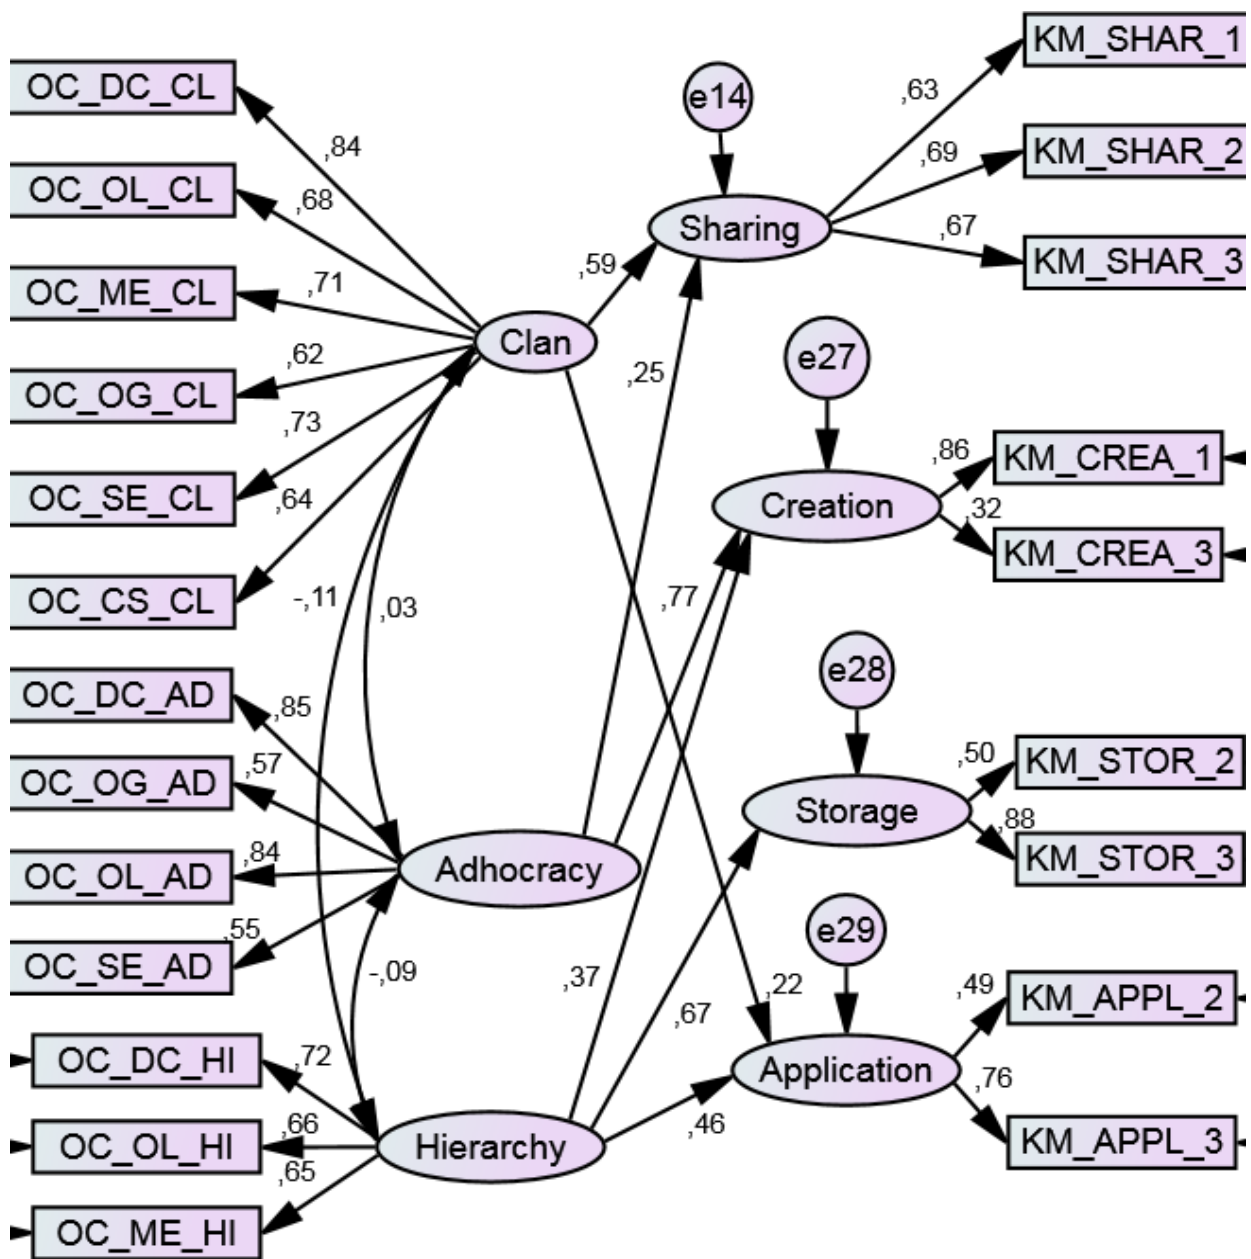 KM_SHAR_1
OC_DC_CL
e14
,63
,84
KM_SHAR_2
,69
OC_OL_CL
,68
Sharing
,67
KM_SHAR_3
OC_ME_CL
,71
,59
Clan
,62
e27
,25
OC_OG_CL
,73
OC_SE_CL
,64
,86
KM_CREA_1
Creation
,32
KM_CREA_3
OC_CS_CL
-,11
,03
,77
OC_DC_AD
,85
e28
OC_OG_AD
,57
,50
KM_STOR_2
Storage
,88
KM_STOR_3
OC_OL_AD
,84
Adhocracy
,55
e29
OC_SE_AD
-,09
,37
,67
,22
,49
KM_APPL_2
OC_DC_HI
,72
Application
,76
,46
OC_OL_HI
,66
Hierarchy
KM_APPL_3
,65
OC_ME_HI